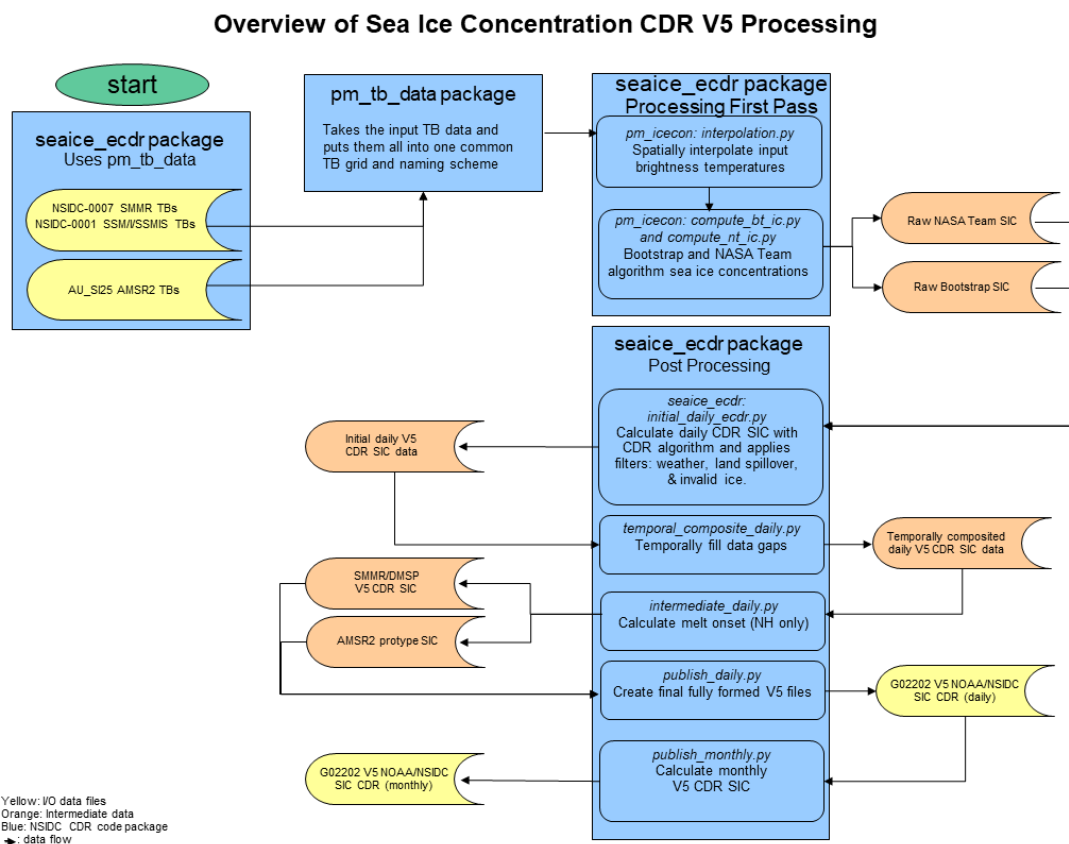 Overview of Sea Ice Concentration CDR V5 Processing
start
seaice_ecdr package
Uses pm_tb_data
NSIDC-0007 SMMR TBs
NSIDC-0001 SSM/I/SSMIS TBs
AU_SI25 AMSR2 TBs
pm_tb_data package
Takes the input TB data and
puts them all into one common
TB grid and naming scheme
seaice_ecdr package
Processing First Pass
pm_icecon: interpolation.py
Spatially interpolate input
brightness temperatures
pm_icecon: compute_bt_ic.py
and compute_nt_ic.py
Bootstrap and NASA Team
algorithm sea ice concentrations
Raw NASA Team SIC
Raw Bootstrap SIC
seaice_ecdr package
Post Processing
seaice_ecdr:
initial_daily_ecdr.py
Calculate daily CDR SIC with
CDR algorithm and applies
filters: weather, land spillover,
& invalid ice.
Initial daily V5
CDR SIC data
temporal_composite_daily.py
Temporally fill data gaps
Temporally composited
daily V5 CDR SIC data
SMMR/DMSP
V5 CDR SIC
AMSR2 protype SIC
intermediate_daily.py
Calculate melt onset (NH only)
publish_daily.py
Create final fully formed V5 files
G02202 V5 NOAA/NSIDC
SIC CDR (daily)
publish_monthly.py
Calculate monthly
V5 CDR SIC
G02202 V5 NOAA/NSIDC
SIC CDR (monthly)
Yellow: I/O data files
Orange: Intermediate data
Blue: NSIDC CDR code package
: data flow